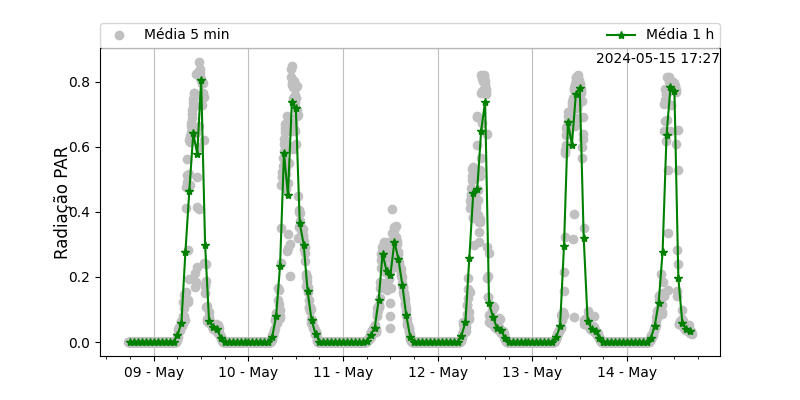 Média 5 min
Média 1 h
2024-05-15 17:27
Radiação PAR
0.8
0.6
0.4
0.2
0.0
09 - May
10 - May
11 - May
12 - May
13 - May
14 - May